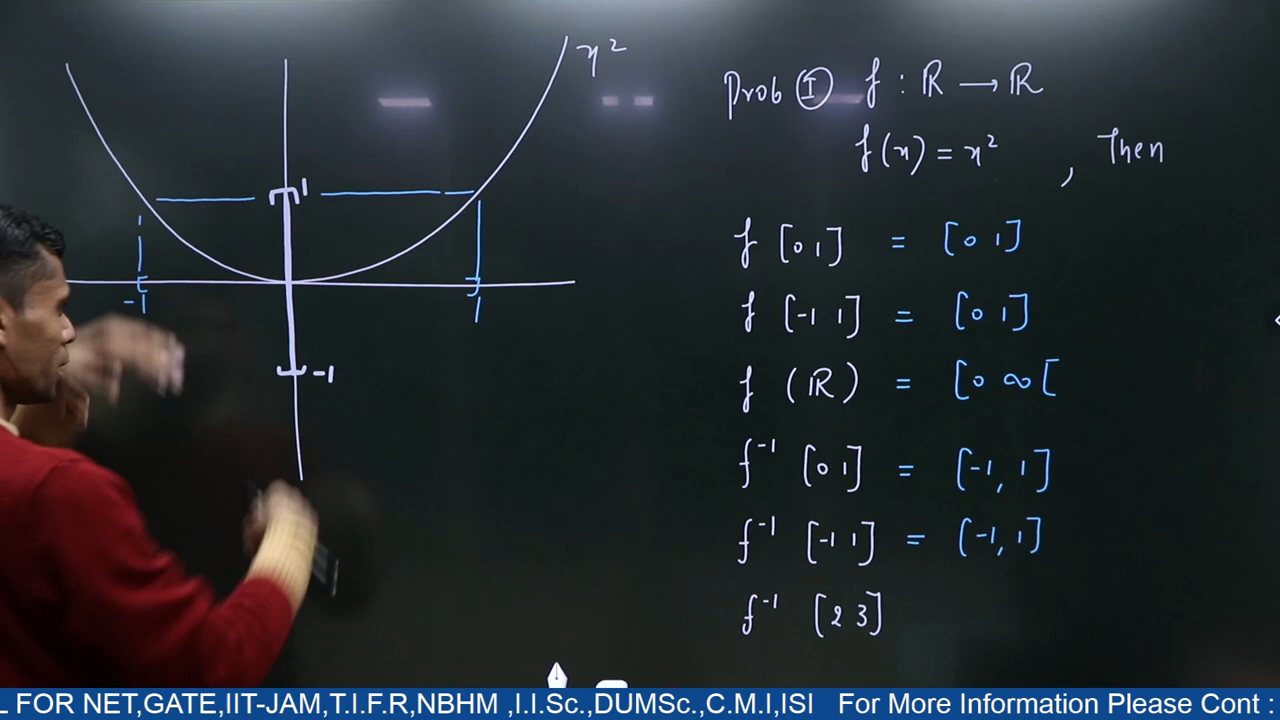 x²
1
-1
1
-1
Prob Ⓘ f : ℝ → ℝ
f(x) = x² , Then
f [0 1] = [0 1]
f [-1 1] = [0 1]
f (ℝ) = [0 ∞[
f⁻¹ [0 1] = [-1, 1]
f⁻¹ [-1 1] = [-1, 1]
f⁻¹ [2 3]
FOR NET,GATE,IIT-JAM,T.I.F.R,NBHM ,I.I.Sc.,DUMSc.,C.M.I,ISI For More Information Please Cont :